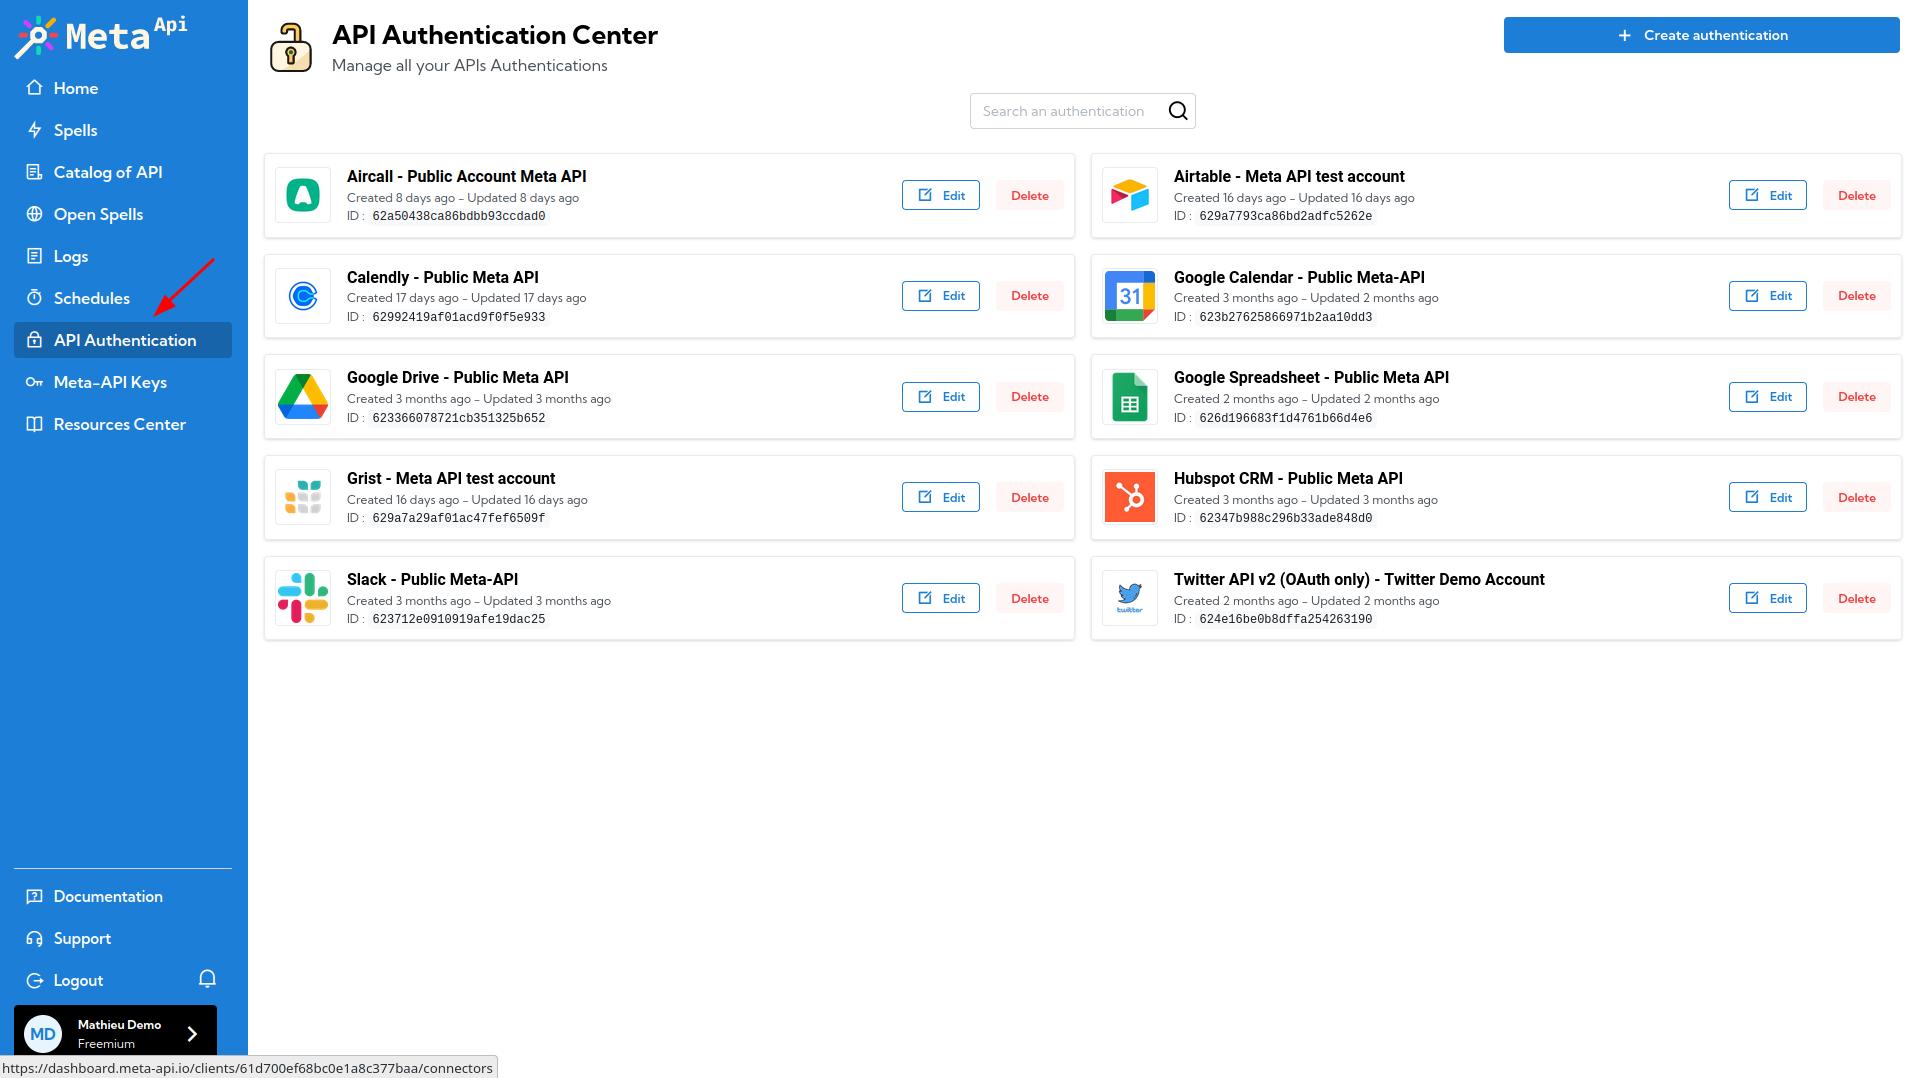 Meta Api
Home
Spells
Catalog of API
Open Spells
Logs
Schedules
API Authentication
Meta-API Keys
Resources Center
Documentation
Support
Logout
MD
Mathieu Demo
Freemium
https://dashboard.meta-api.io/clients/61d700ef68bc0e1a8c377baa/connectors
API Authentication Center
Manage all your APIs Authentications
+ Create authentication
Search an authentication
Aircall - Public Account Meta API
Created 8 days ago - Updated 8 days ago
ID : 62a50438ca86bdbb93ccdad0
Edit
Delete
Airtable - Meta API test account
Created 16 days ago - Updated 16 days ago
ID : 629a7793ca86bd2adfc5262e
Edit
Delete
Calendly - Public Meta API
Created 17 days ago - Updated 17 days ago
ID : 62992419af01acd9f0f5e933
Edit
Delete
31
Google Calendar - Public Meta-API
Created 3 months ago - Updated 2 months ago
ID : 623b27625866971b2aa10dd3
Edit
Delete
Google Drive - Public Meta API
Created 3 months ago - Updated 3 months ago
ID : 623366078721cb351325b652
Edit
Delete
Google Spreadsheet - Public Meta API
Created 2 months ago - Updated 2 months ago
ID : 626d196683f1d4761b66d4e6
Edit
Delete
Grist - Meta API test account
Created 16 days ago - Updated 16 days ago
ID : 629a7a29af01ac47fef6509f
Edit
Delete
Hubspot CRM - Public Meta API
Created 3 months ago - Updated 3 months ago
ID : 62347b988c296b33ade848d0
Edit
Delete
Slack - Public Meta-API
Created 3 months ago - Updated 3 months ago
ID : 623712e0910919afe19dac25
Edit
Delete
twitter
Twitter API v2 (OAuth only) - Twitter Demo Account
Created 2 months ago - Updated 2 months ago
ID : 624e16be0b8dffa254263190
Edit
Delete